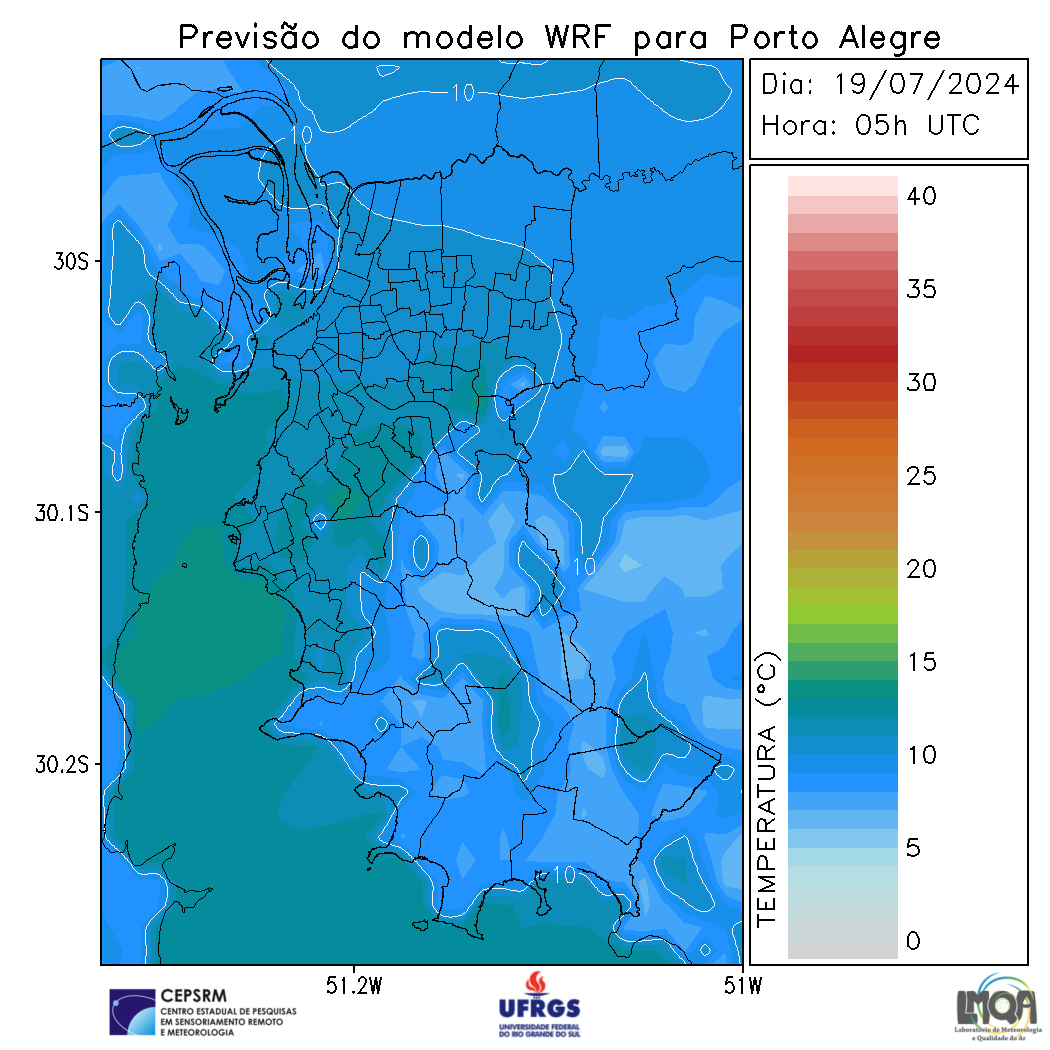 Previsão do modelo WRF para Porto Alegre
Dia: 19/07/2024
Hora: 05h UTC
10
10
10
10
30S
30.1S
30.2S
51.2W
51W
TEMPERATURA (°C)
40
35
30
25
20
15
10
5
0
CEPSRM
CENTRO ESTADUAL DE PESQUISAS
EM SENSORIAMENTO REMOTO
E METEOROLOGIA
UFRGS
UNIVERSIDADE FEDERAL
DO RIO GRANDE DO SUL
LMQA
Laboratório de Meteorologia
e Qualidade do Ar